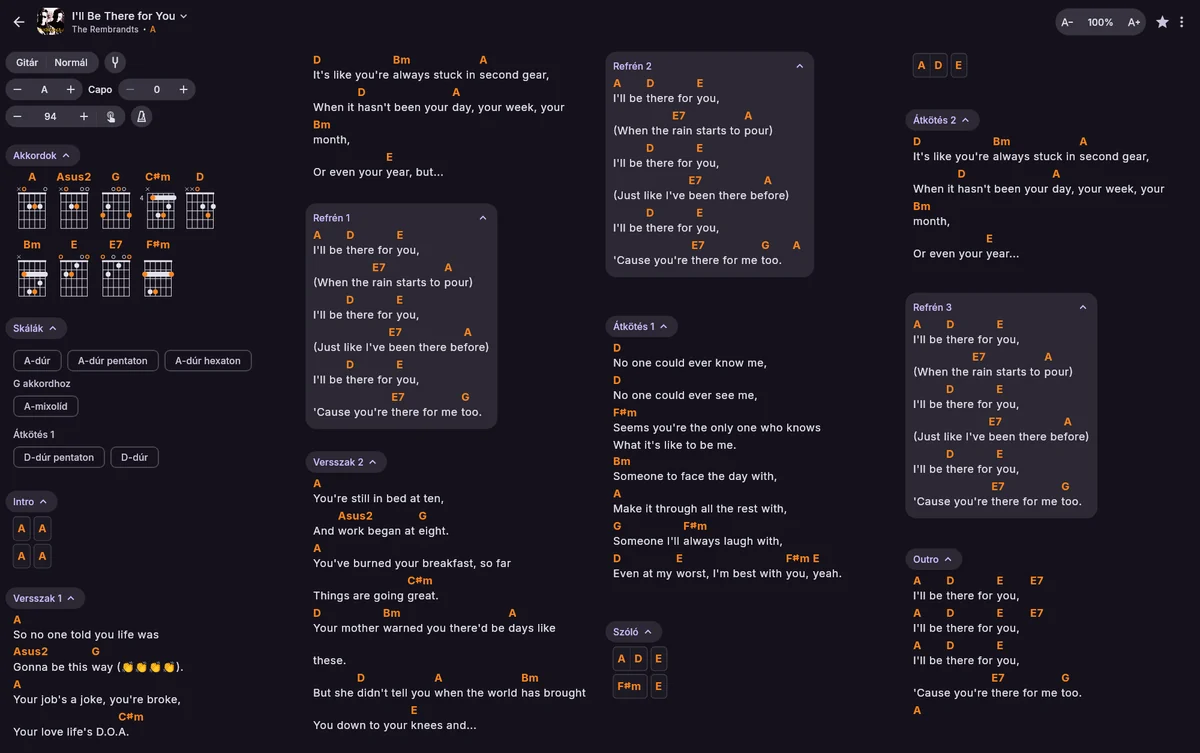 I'll Be There for You
The Rembrandts • A
A- 100% A+
Gitár Normál
− A + Capo − 0 +
− 94 +
Akkordok
A Asus2 G C#m D
4
Bm E E7 F#m
Skálák
A-dúr A-dúr pentaton A-dúr hexaton
G akkordhoz
A-mixolíd
Átkötés 1
D-dúr pentaton D-dúr
Intro
A A
A A
Versszak 1
A
So no one told you life was
Asus2 G
Gonna be this way (👏👏👏👏).
A
Your job's a joke, you're broke,
C#m
Your love life's D.O.A.
D Bm A
It's like you're always stuck in second gear,
D A
When it hasn't been your day, your week, your
Bm
month,
E
Or even your year, but...
Refrén 1
A D E
I'll be there for you,
E7 A
(When the rain starts to pour)
D E
I'll be there for you,
E7 A
(Just like I've been there before)
D E
I'll be there for you,
E7 G
'Cause you're there for me too.
Versszak 2
A
You're still in bed at ten,
Asus2 G
And work began at eight.
A
You've burned your breakfast, so far
C#m
Things are going great.
D Bm A
Your mother warned you there'd be days like
these.
D A Bm
But she didn't tell you when the world has brought
E
You down to your knees and...
Refrén 2
A D E
I'll be there for you,
E7 A
(When the rain starts to pour)
D E
I'll be there for you,
E7 A
(Just like I've been there before)
D E
I'll be there for you,
E7 G A
'Cause you're there for me too.
Átkötés 1
D
No one could ever know me,
D
No one could ever see me,
F#m
Seems you're the only one who knows
What it's like to be me.
Bm
Someone to face the day with,
A
Make it through all the rest with,
G F#m
Someone I'll always laugh with,
D E F#m E
Even at my worst, I'm best with you, yeah.
Szóló
A D E
F#m E
A D E
Átkötés 2
D Bm A
It's like you're always stuck in second gear,
D A
When it hasn't been your day, your week, your
Bm
month,
E
Or even your year...
Refrén 3
A D E
I'll be there for you,
E7 A
(When the rain starts to pour)
D E
I'll be there for you,
E7 A
(Just like I've been there before)
D E
I'll be there for you,
E7 G
'Cause you're there for me too.
Outro
A D E E7
I'll be there for you,
A D E E7
I'll be there for you,
A D E
I'll be there for you,
E7 G
'Cause you're there for me too.
A